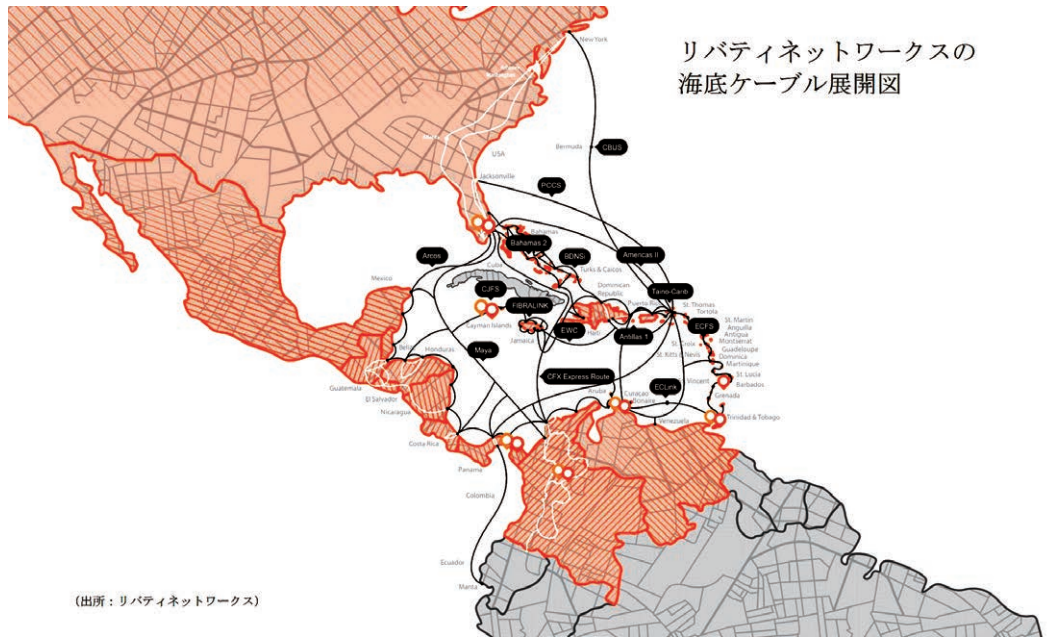 リバティネットワークスの
海底ケーブル展開図
New York
Bermuda
CBUS
USA
Jacksonville
PCCS
Bahamas
Bahamas 2
Americas II
Arcos
BDNSi
Turks & Caicos
Cuba
Mexico
Dominican
Republic
Taino-Carib
CJFS
Puerto Rico
St. Thomas
Tortola
FIBRALINK
ECFS
St. Martin
Anguilla
Antigua
Montserrat
Guadeloupe
Dominica
Martinique
Cayman Islands
Jamaica
EWC
Haiti
Antillas 1
St. Croix
St. Kitts & Nevis
Belize
Honduras
Maya
CFX Express Route
St. Lucia
Barbados
Vincent
Grenada
Guatemala
El Salvador
Nicaragua
Aruba
Curacao
Bonaire
ECLink
Venezuela
Trinidad & Tobago
Costa Rica
Panama
Colombia
Ecuador
Manta
(出所:リバティネットワークス)